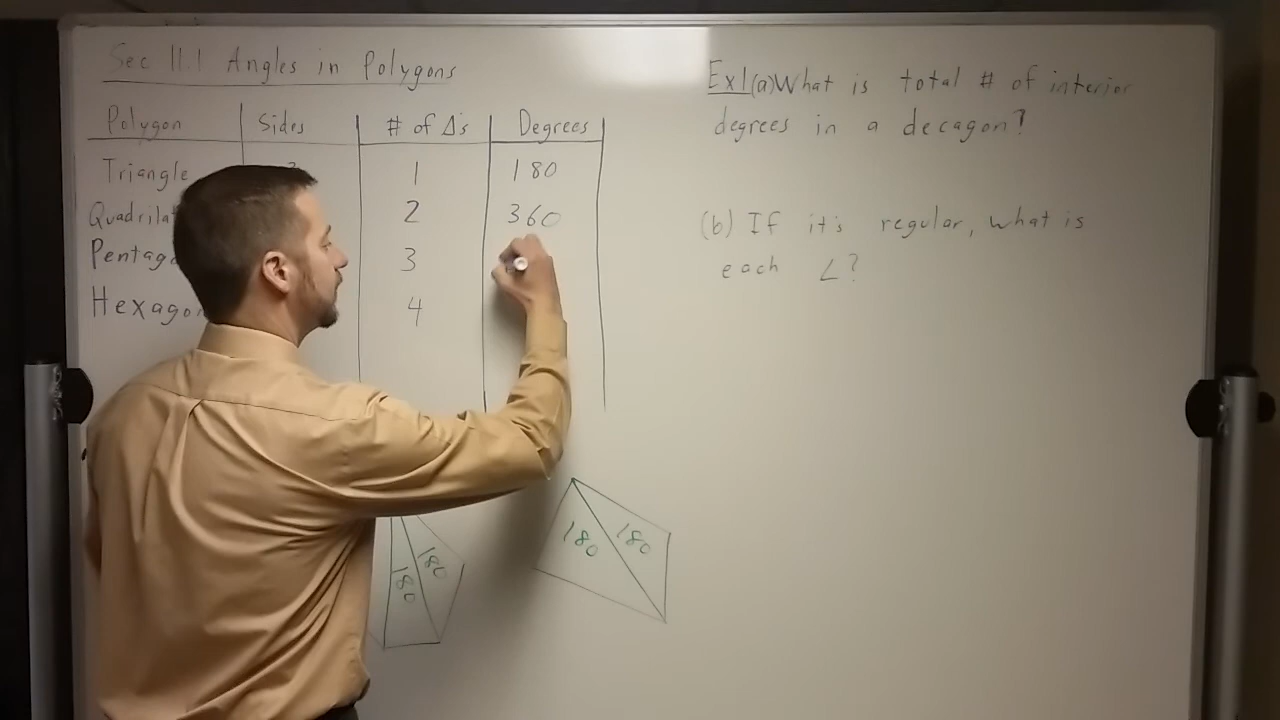 Sec 11.1 Angles in Polygons
Polygon Sides # of Δ's Degrees
Triangle 1 180
2 360
3
4
Ex1(a) What is total # of interior
degrees in a decagon?
(b) If it's regular, what is
each ∠?
180 180
180 180